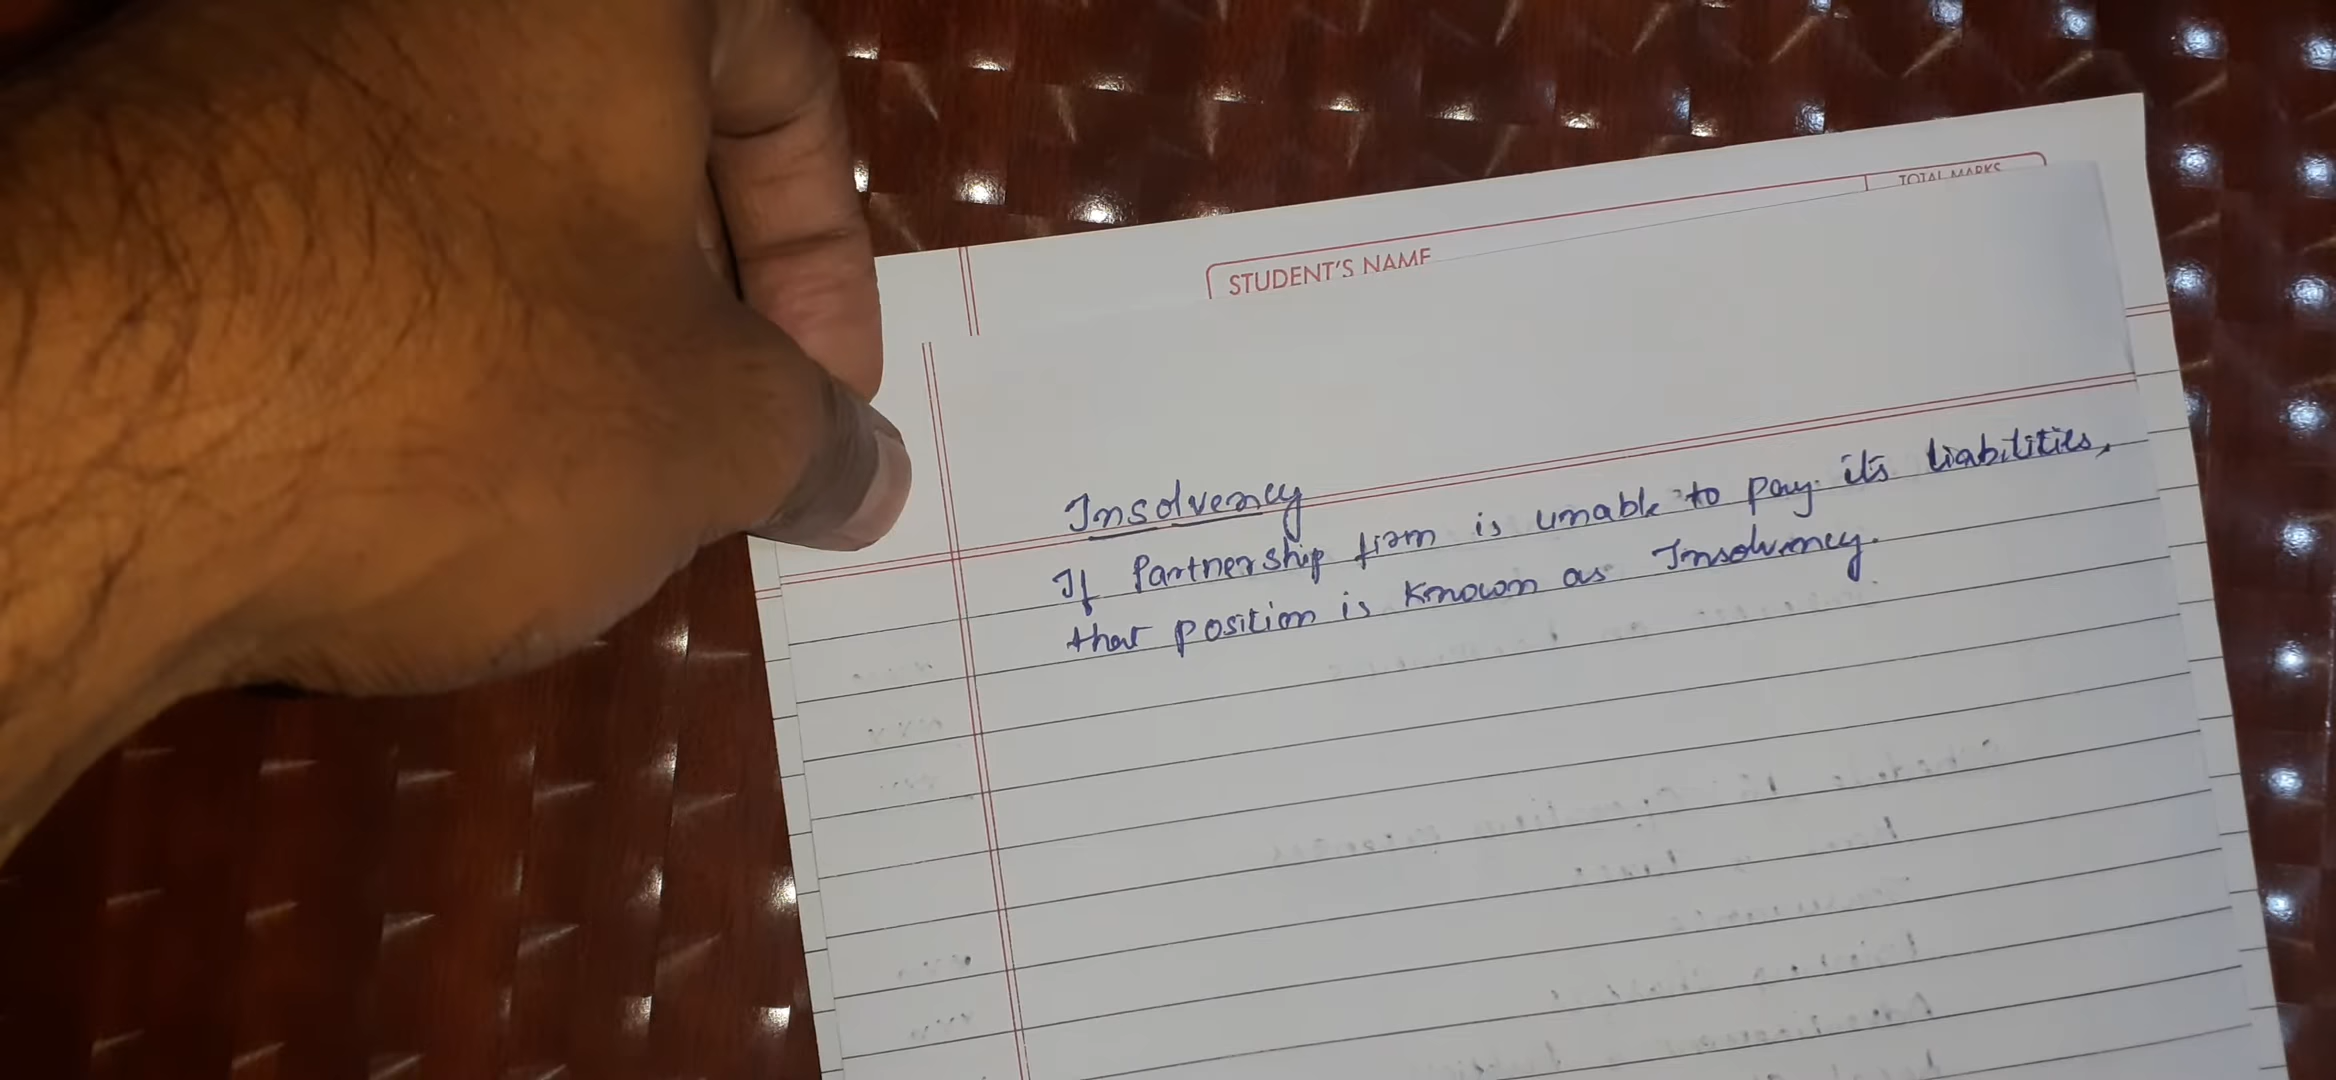 TOTAL MARKS
STUDENT'S NAME
Insolvency
If Partnership firm is unable to pay its liabilities,
that position is known as Insolvency.